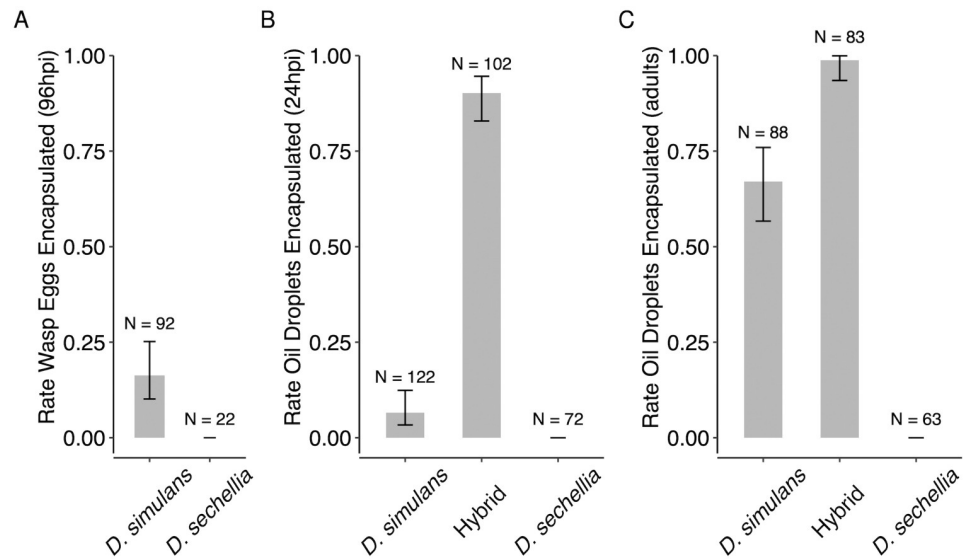 A
Rate Wasp Eggs Encapsulated (96hpi)
1.00
0.75
0.50
0.25
0.00
N = 92
N = 22
D. simulans
D. sechellia
B
Rate Oil Droplets Encapsulated (24hpi)
1.00
0.75
0.50
0.25
0.00
N = 122
N = 102
N = 72
D. simulans
Hybrid
D. sechellia
C
Rate Oil Droplets Encapsulated (adults)
1.00
0.75
0.50
0.25
0.00
N = 88
N = 83
N = 63
D. simulans
Hybrid
D. sechellia